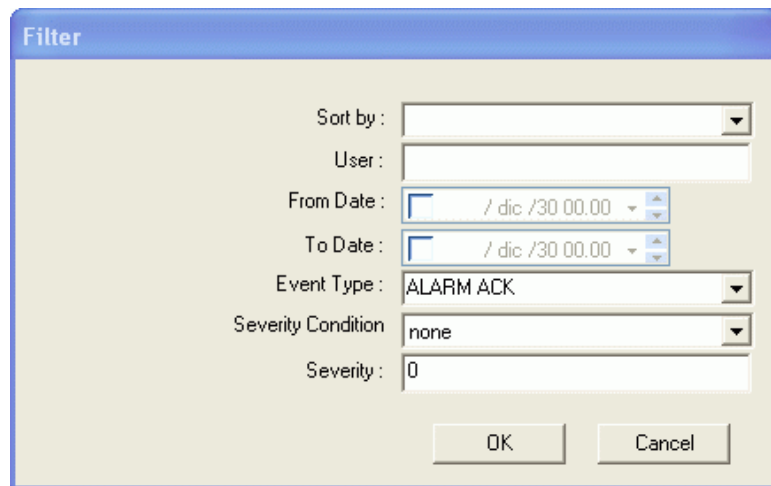 Filter
Sort by :
User :
From Date : / dic /30 00.00
To Date : / dic /30 00.00
Event Type : ALARM ACK
Severity Condition none
Severity : 0
OK Cancel